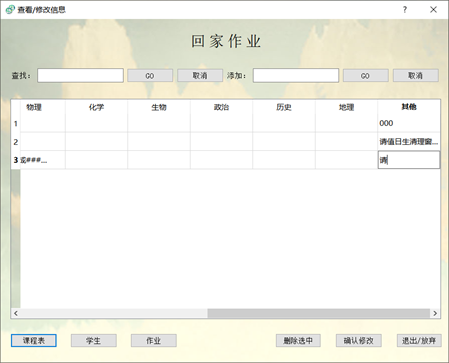 查看/修改信息
回家作业
查找： GO 取消 添加： GO 取消
物理 化学 生物 政治 历史 地理 其他
1 000
2 请值日生清理窗...
3 ###... 请
课程表 学生 作业 删除选中 确认修改 退出/放弃